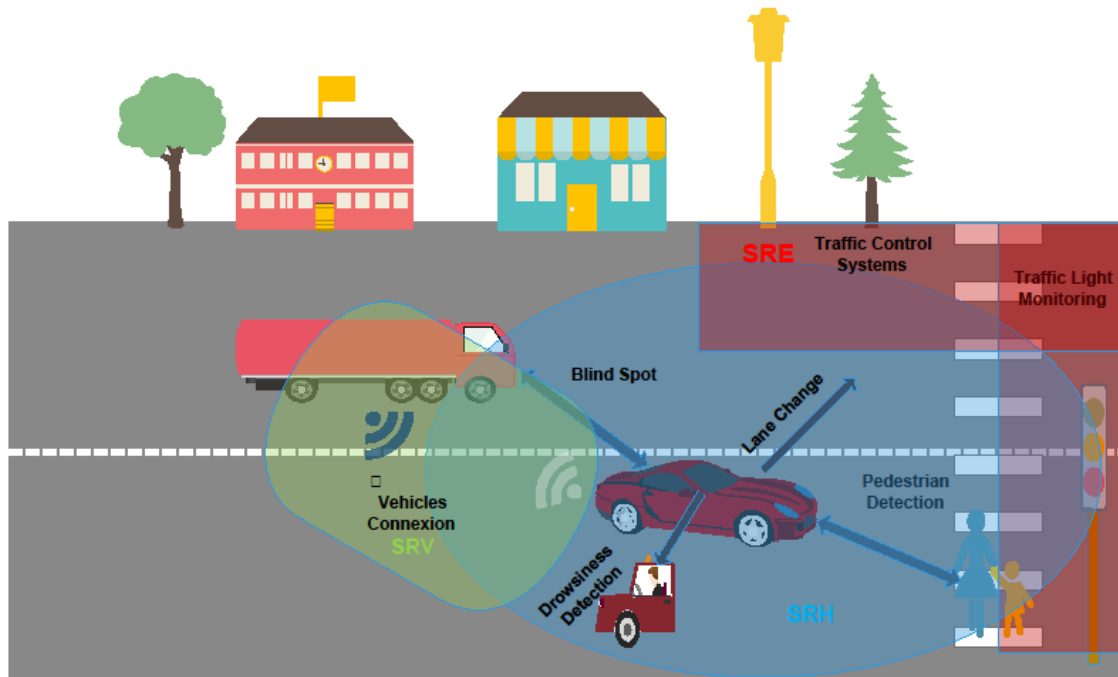 SRE
Traffic Control
Systems
Traffic Light
Monitoring
Blind Spot
Lane Change
Pedestrian
Detection
Vehicles
Connexion
SRV
Drowsiness
Detection
SRH